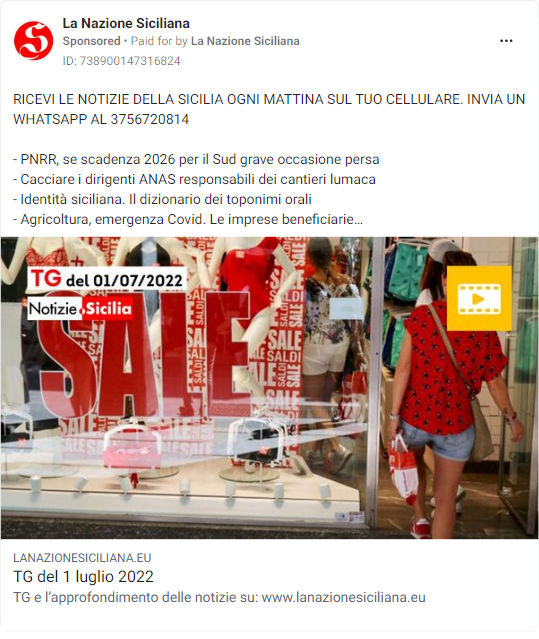 La Nazione Siciliana
Sponsored • Paid for by La Nazione Siciliana
ID: 738900147316824
RICEVI LE NOTIZIE DELLA SICILIA OGNI MATTINA SUL TUO CELLULARE. INVIA UN
WHATSAPP AL 3756720814
- PNRR, se scadenza 2026 per il Sud grave occasione persa
- Cacciare i dirigenti ANAS responsabili dei cantieri lumaca
- Identità siciliana. Il dizionario dei toponimi orali
- Agricoltura, emergenza Covid. Le imprese beneficiarie…
TG del 01/07/2022
Notizie Sicilia
SALE
SALE
SALDI
LANAZIONESICILIANA.EU
TG del 1 luglio 2022
TG e l’approfondimento delle notizie su: www.lanazionesiciliana.eu